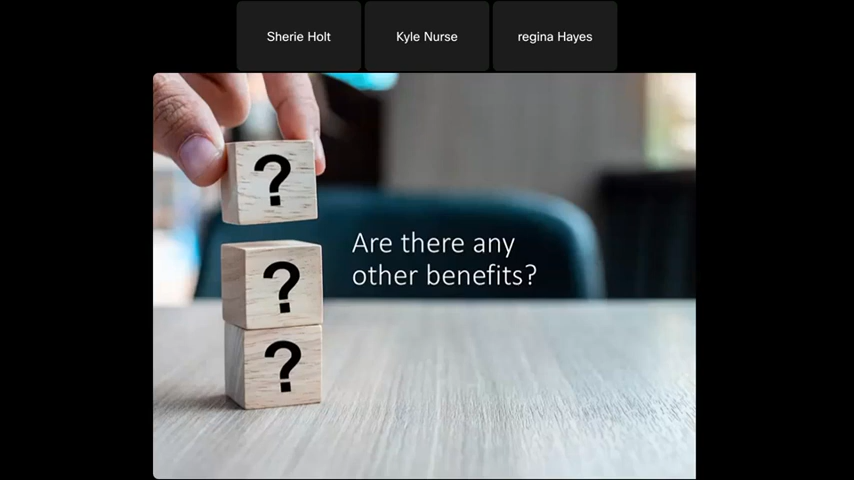 Sherie Holt
Kyle Nurse
regina Hayes
?
?
?
Are there any
other benefits?